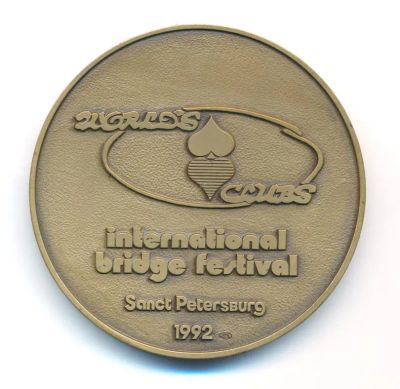 WORLD'S
CLUBS
international
bridge festival
Sanct Petersburg
1992